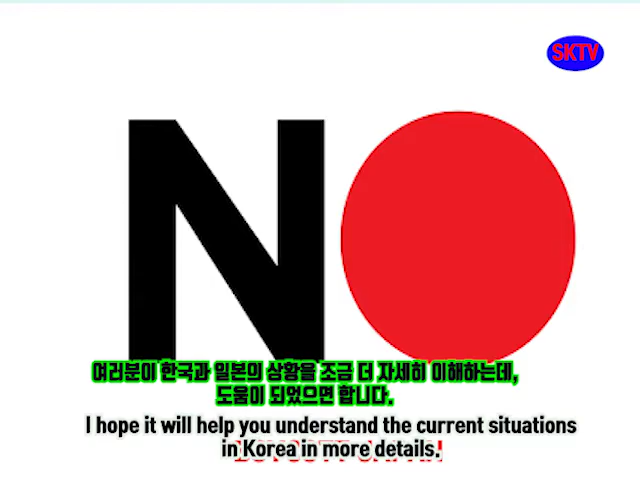 SKTV
NO
여러분이 한국과 일본의 상황을 조금 더 자세히 이해하는데,
도움이 되었으면 합니다.
I hope it will help you understand the current situations
in Korea in more details.